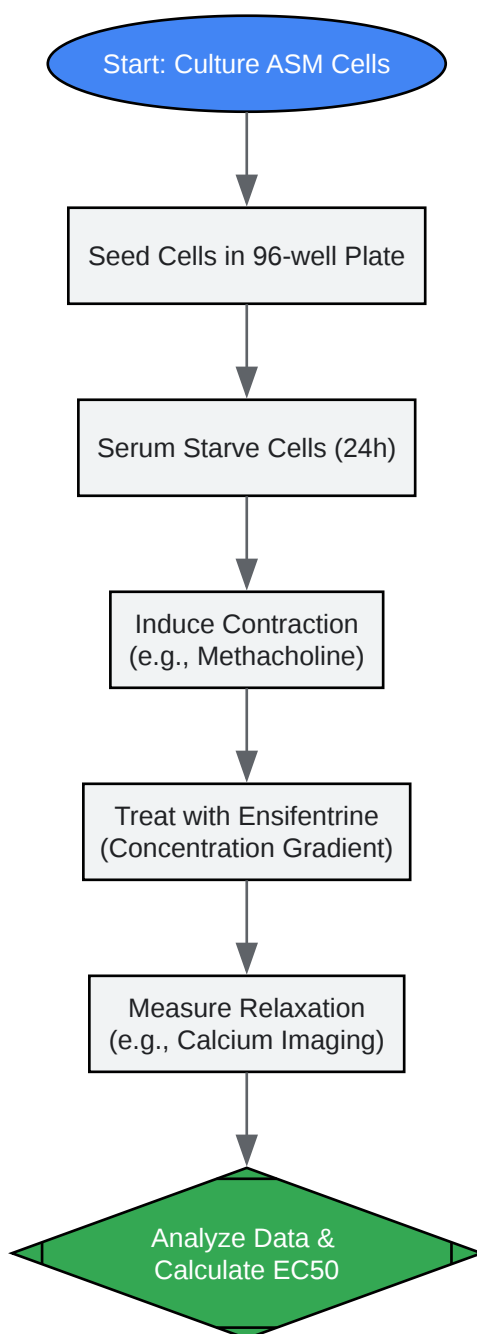 Start: Culture ASM Cells
Seed Cells in 96-well Plate
Serum Starve Cells (24h)
Induce Contraction
(e.g., Methacholine)
Treat with Ensifentrine
(Concentration Gradient)
Measure Relaxation
(e.g., Calcium Imaging)
Analyze Data &
Calculate EC50